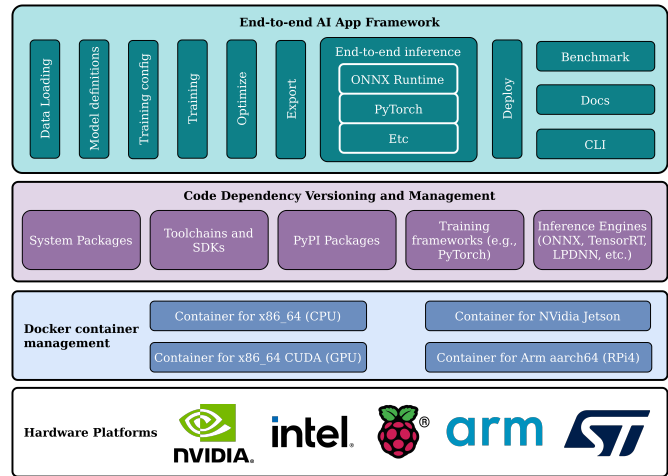 End-to-end AI App Framework
Data Loading
Model definitions
Training config
Training
Optimize
Export
End-to-end inference
ONNX Runtime
PyTorch
Etc
Deploy
Benchmark
Docs
CLI
Code Dependency Versioning and Management
System Packages
Toolchains and
SDKs
PyPI Packages
Training
frameworks (e.g.,
PyTorch)
Inference Engines
(ONNX, TensorRT,
LPDNN, etc.)
Docker container
management
Container for x86_64 (CPU)
Container for NVidia Jetson
Container for x86_64 CUDA (GPU)
Container for Arm aarch64 (RPi4)
Hardware Platforms
NVIDIA.
intel.
®
arm
ST